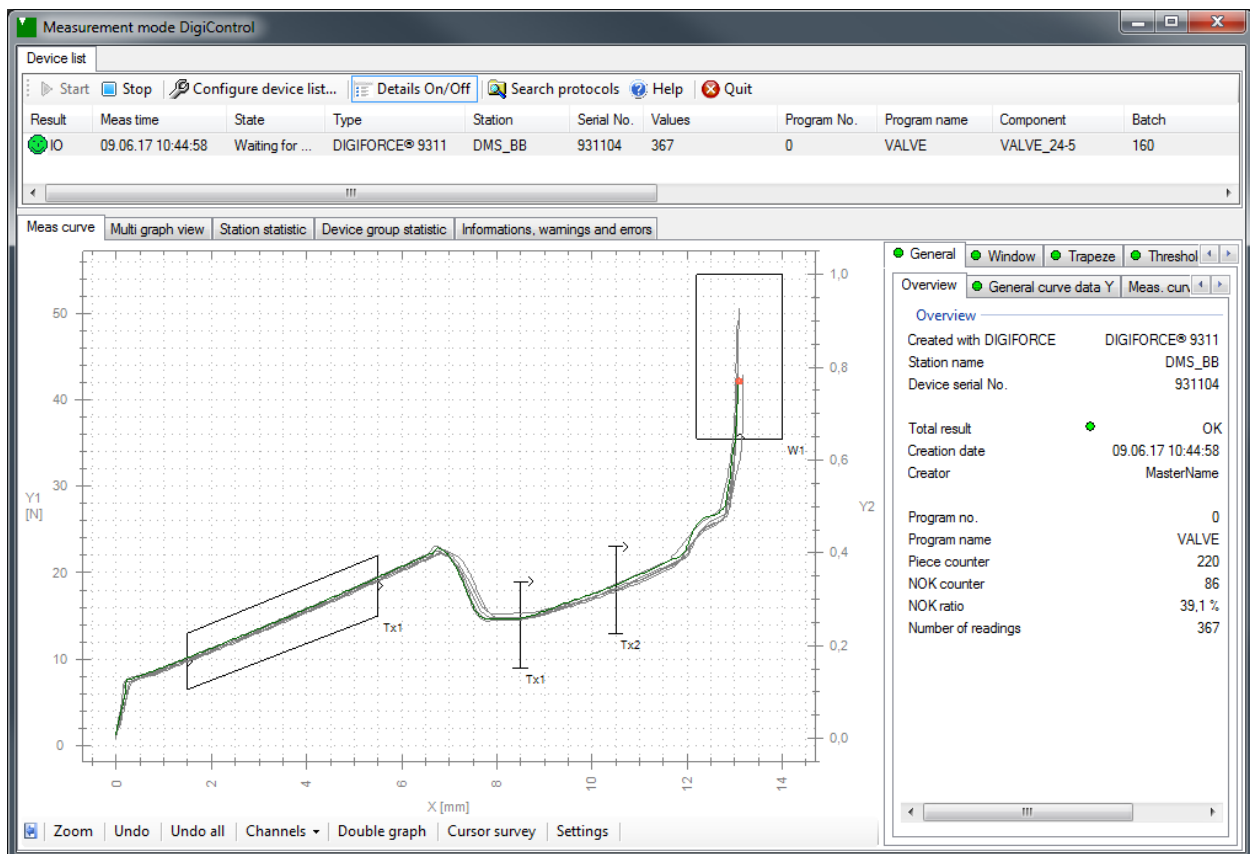 Measurement mode DigiControl
Device list
Start Stop Configure device list... Details On/Off Search protocols Help Quit
Result Meas time State Type Station Serial No. Values Program No. Program name Component Batch
IO 09.06.17 10:44:58 Waiting for ... DIGIFORCE® 9311 DMS_BB 931104 367 0 VALVE VALVE_24-5 160
Meas curve Multi graph view Station statistic Device group statistic Informations, warnings and errors
General Window Trapeze Threshol
Overview General curve data Y Meas. curv
Overview
Created with DIGIFORCE DIGIFORCE® 9311
Station name DMS_BB
Device serial No. 931104
Total result OK
Creation date 09.06.17 10:44:58
Creator MasterName
Program no. 0
Program name VALVE
Piece counter 220
NOK counter 86
NOK ratio 39,1 %
Number of readings 367
1,0
50
0,8
40
W1
0,6
30
Y1
[N]
Y2
0,4
20
Tx1
Tx2
0,2
10
Tx1
0
0,0
0 2 4 6 8 10 12 14
X [mm]
Zoom Undo Undo all Channels Double graph Cursor survey Settings